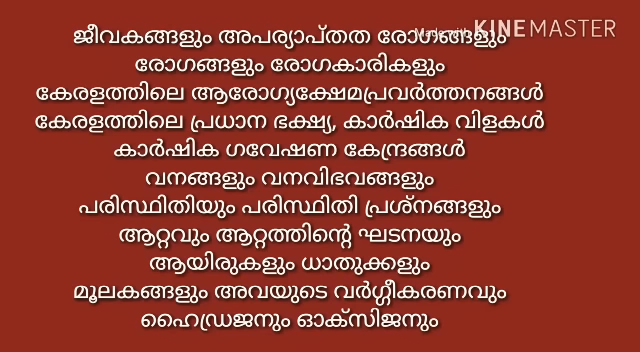 ജീവകങ്ങളും അപര്യാപ്തത രോഗങ്ങളും
Made with KINEMASTER
രോഗങ്ങളും രോഗകാരികളും
കേരളത്തിലെ ആരോഗ്യക്ഷേമപ്രവർത്തനങ്ങൾ
കേരളത്തിലെ പ്രധാന ഭക്ഷ്യ, കാർഷിക വിളകൾ
കാർഷിക ഗവേഷണ കേന്ദ്രങ്ങൾ
വനങ്ങളും വനവിഭവങ്ങളും
പരിസ്ഥിതിയും പരിസ്ഥിതി പ്രശ്നങ്ങളും
ആറ്റവും ആറ്റത്തിന്റെ ഘടനയും
ആയിരുകളും ധാതുക്കളും
മൂലകങ്ങളും അവയുടെ വർഗ്ഗീകരണവും
ഹൈഡ്രജനും ഓക്സിജനും